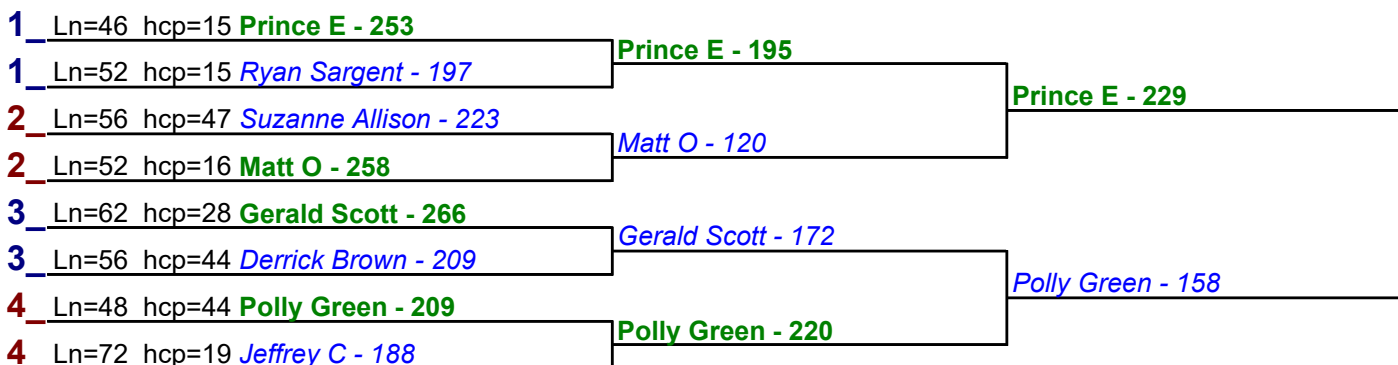 1_ Ln=46 hcp=15 Prince E - 253
Prince E - 195
1_ Ln=52 hcp=15 Ryan Sargent - 197
Prince E - 229
2_ Ln=56 hcp=47 Suzanne Allison - 223
Matt O - 120
2_ Ln=52 hcp=16 Matt O - 258
3_ Ln=62 hcp=28 Gerald Scott - 266
Gerald Scott - 172
3_ Ln=56 hcp=44 Derrick Brown - 209
Polly Green - 158
4_ Ln=48 hcp=44 Polly Green - 209
Polly Green - 220
4 Ln=72 hcp=19 Jeffrey C - 188